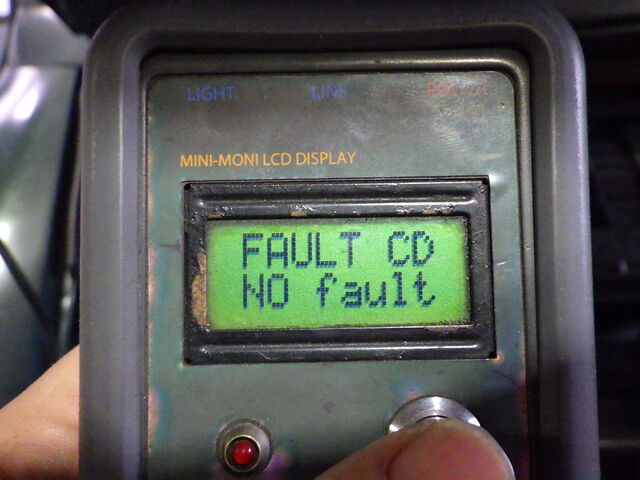 LIGHT LINK
MINI-MONI LCD DISPLAY
FAULT CD
NO fault